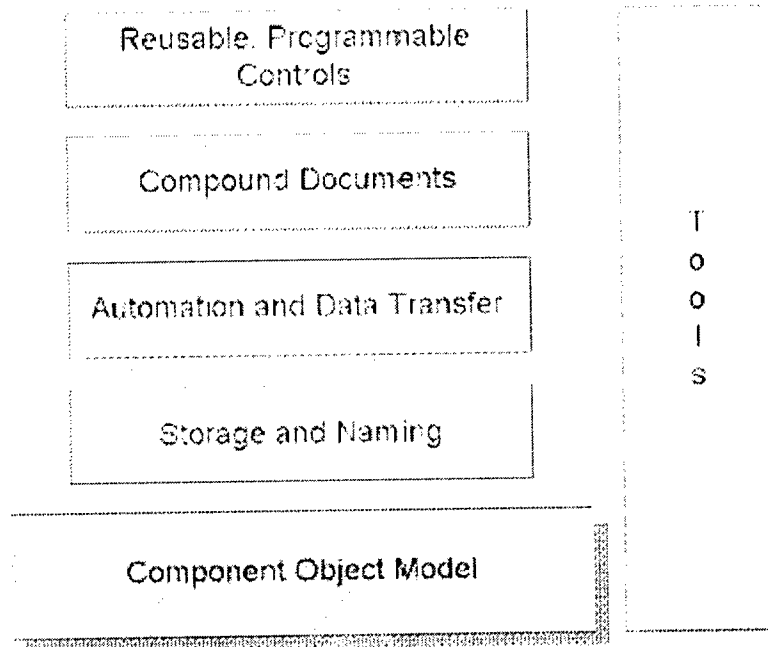 Reusable, Programmable
Controls
Compound Documents
Automation and Data Transfer
Storage and Naming
Component Object Model
T
o
o
l
s